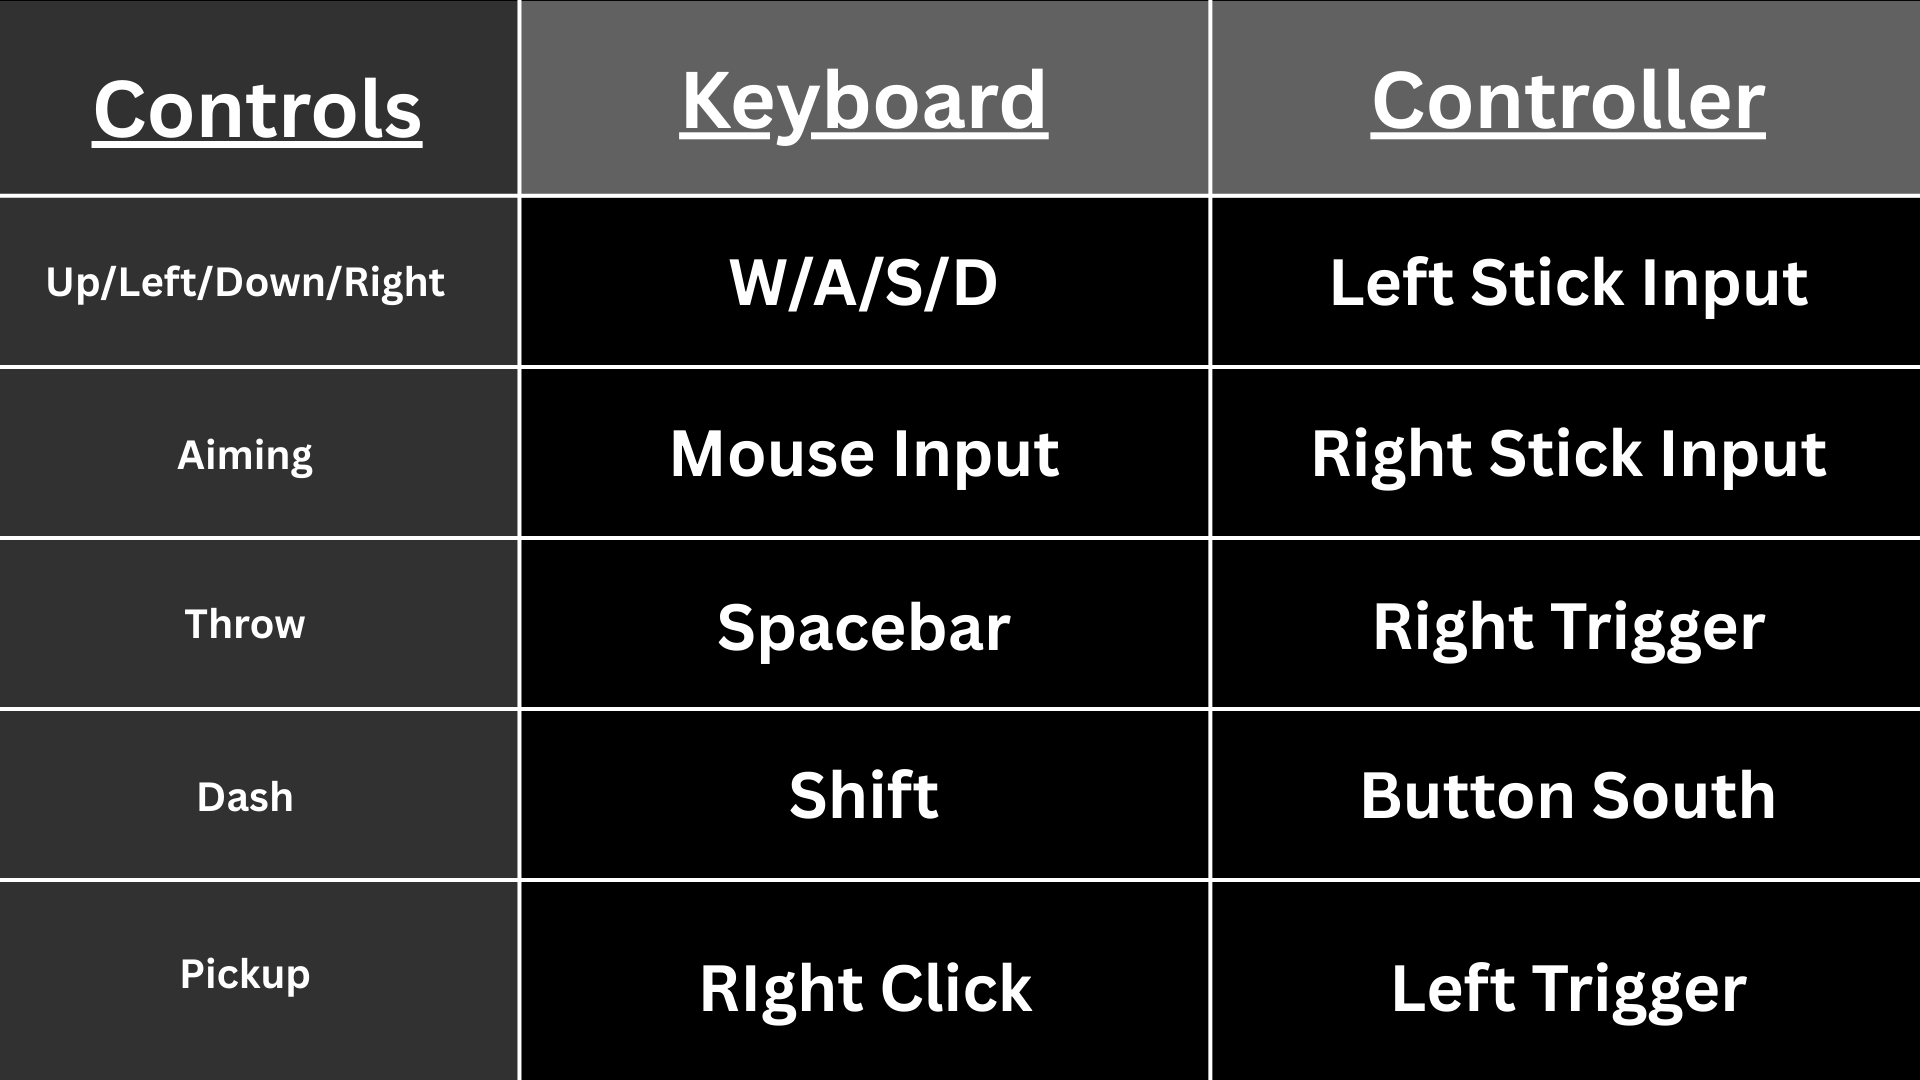 Controls Keyboard Controller
Up/Left/Down/Right W/A/S/D Left Stick Input
Aiming Mouse Input Right Stick Input
Throw Spacebar Right Trigger
Dash Shift Button South
Pickup RIght Click Left Trigger